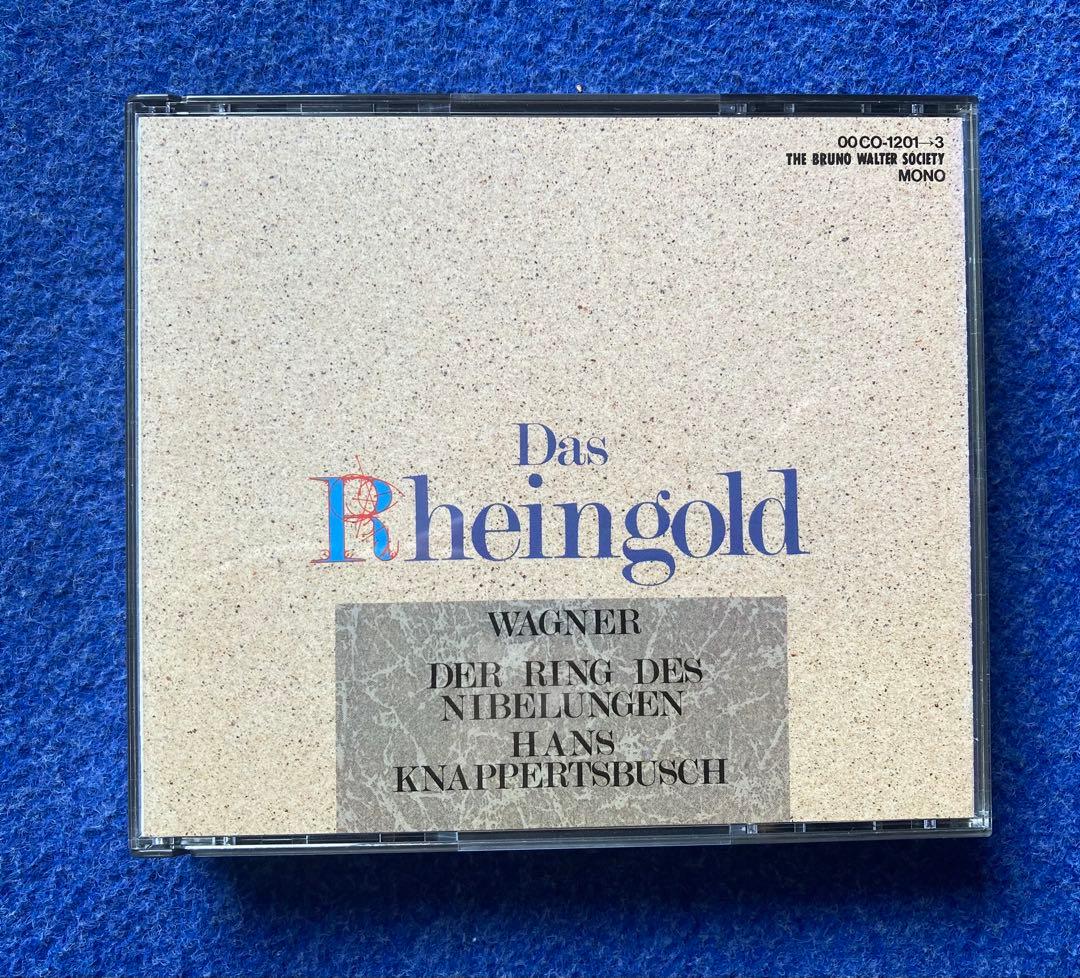 00CO-1201→3
THE BRUNO WALTER SOCIETY
MONO
Das
Rheingold
WAGNER
DER RING DES
NIBELUNGEN
HANS
KNAPPERTSBUSCH